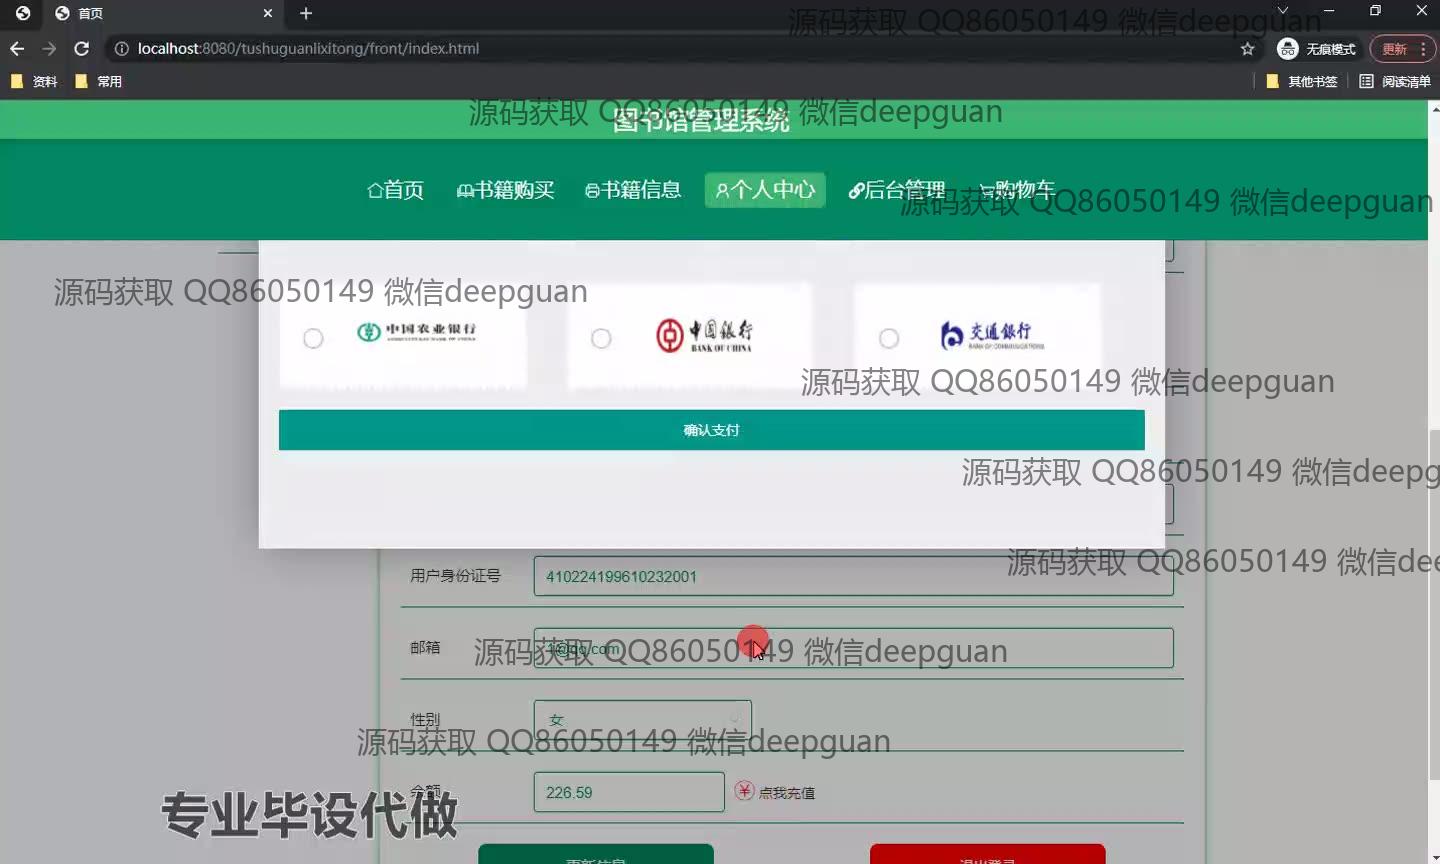 首页
源码获取 QQ86050149 微信deepguan
localhost:8080/tushuguanlixitong/front/index.html
无痕模式
更新
资料
常用
其他书签
阅读清单
源码获取 QQ86050149 微信deepguan
图书馆管理系统
首页
书籍购买
书籍信息
个人中心
后台管理
购物车
源码获取 QQ86050149 微信deepguan
源码获取 QQ86050149 微信deepguan
中国农业银行
中国银行
BANK OF CHINA
交通银行
BANK OF COMMUNICATIONS
源码获取 QQ86050149 微信deepguan
确认支付
源码获取 QQ86050149 微信deepg
源码获取 QQ86050149 微信dee
用户身份证号
410224199610232001
邮箱
1@qq.com
源码获取 QQ86050149 微信deepguan
性别
女
源码获取 QQ86050149 微信deepguan
余额
226.59
点我充值
专业毕设代做
更新信息
退出登录